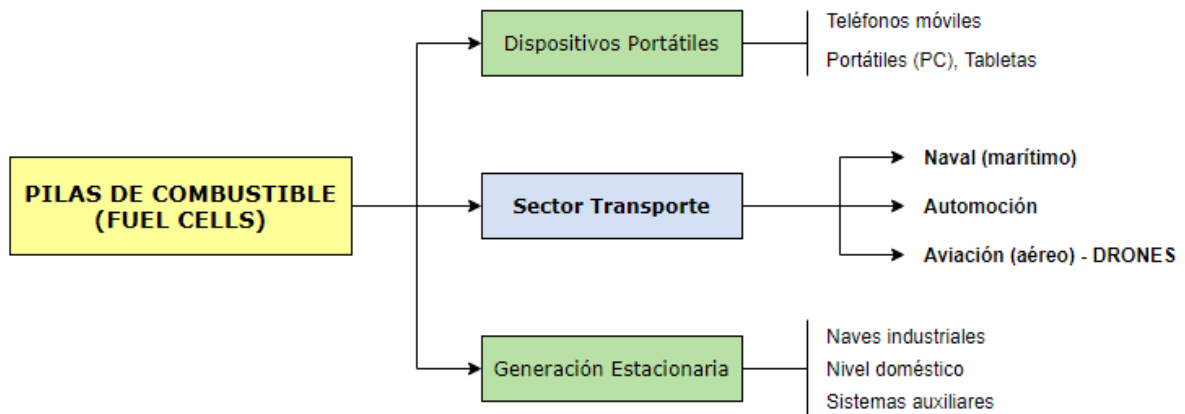 PILAS DE COMBUSTIBLE
(FUEL CELLS)
Dispositivos Portátiles
Teléfonos móviles
Portátiles (PC), Tabletas
Sector Transporte
Naval (marítimo)
Automoción
Aviación (aéreo) - DRONES
Generación Estacionaria
Naves industriales
Nivel doméstico
Sistemas auxiliares